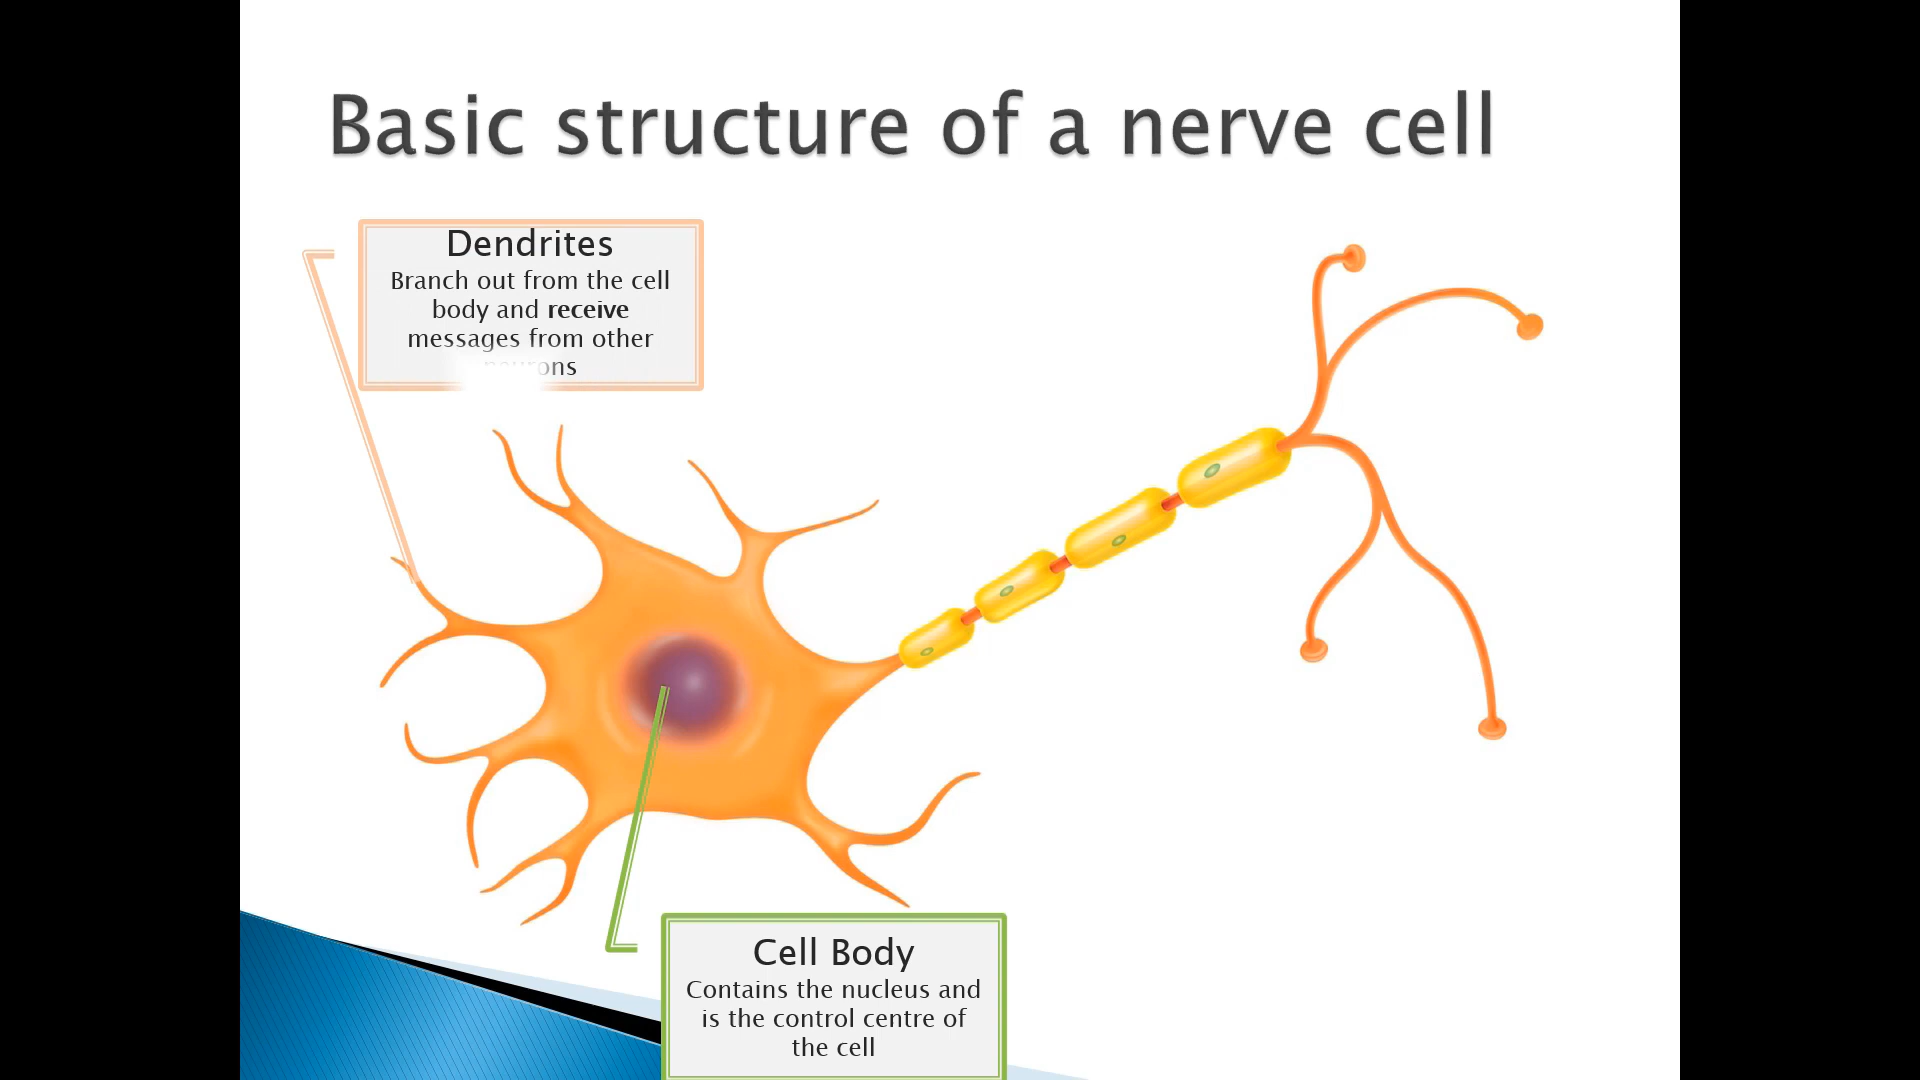 Basic structure of a nerve cell
Dendrites
Branch out from the cell
body and receive
messages from other
neurons
Cell Body
Contains the nucleus and
is the control centre of
the cell